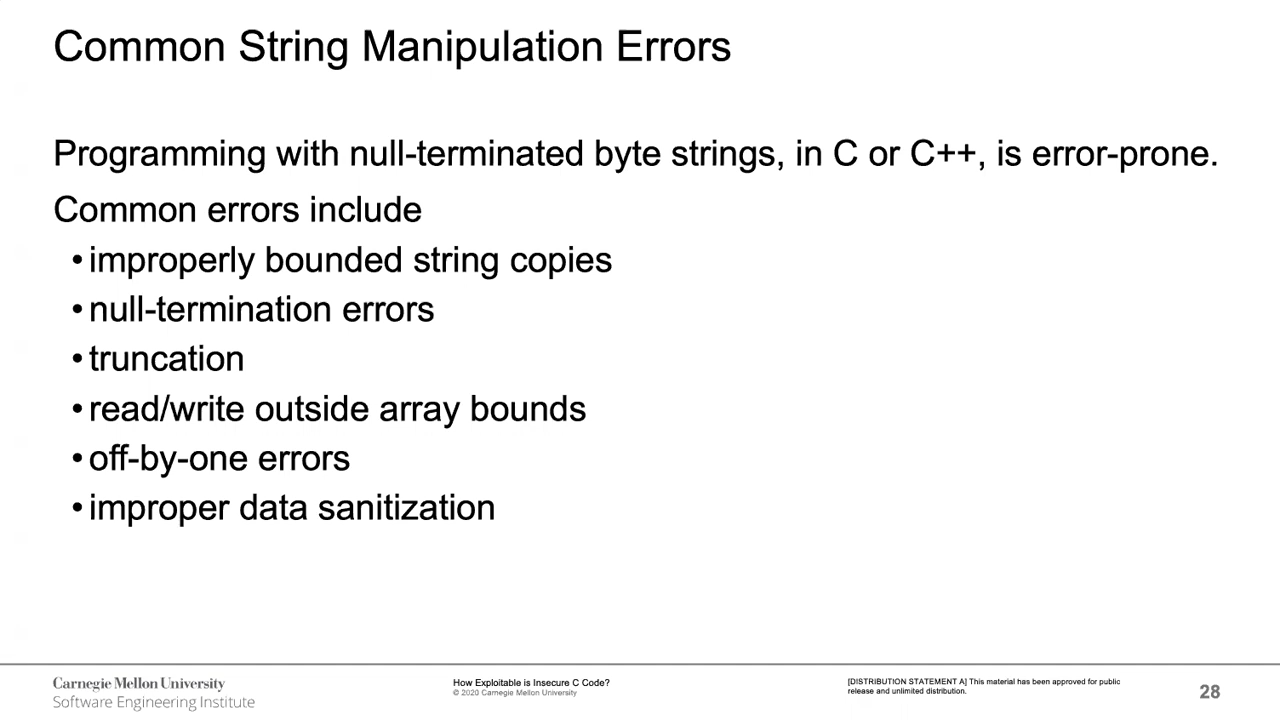 Common String Manipulation Errors
Programming with null-terminated byte strings, in C or C++, is error-prone.
Common errors include
•improperly bounded string copies
•null-termination errors
•truncation
•read/write outside array bounds
•off-by-one errors
•improper data sanitization
Carnegie Mellon University
Software Engineering Institute
How Exploitable is Insecure C Code?
© 2020 Carnegie Mellon University
[DISTRIBUTION STATEMENT A] This material has been approved for public
release and unlimited distribution.
28